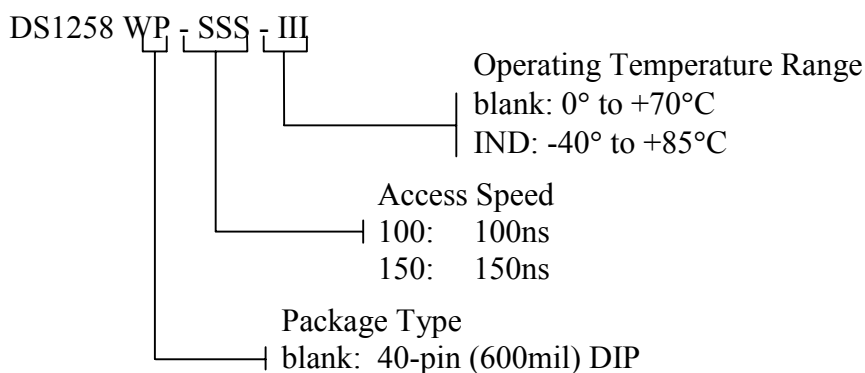 DS1258 WP - SSS - III
Operating Temperature Range
blank: 0° to +70°C
IND: -40° to +85°C
Access Speed
100: 100ns
150: 150ns
Package Type
blank: 40-pin (600mil) DIP